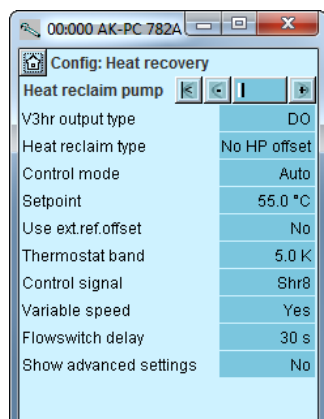 00:000 AK-PC 782A
Config: Heat recovery
Heat reclaim pump
V3hr output type DO
Heat reclaim type No HP offset
Control mode Auto
Setpoint 55.0 °C
Use ext.ref.offset No
Thermostat band 5.0 K
Control signal Shr8
Variable speed Yes
Flowswitch delay 30 s
Show advanced settings No